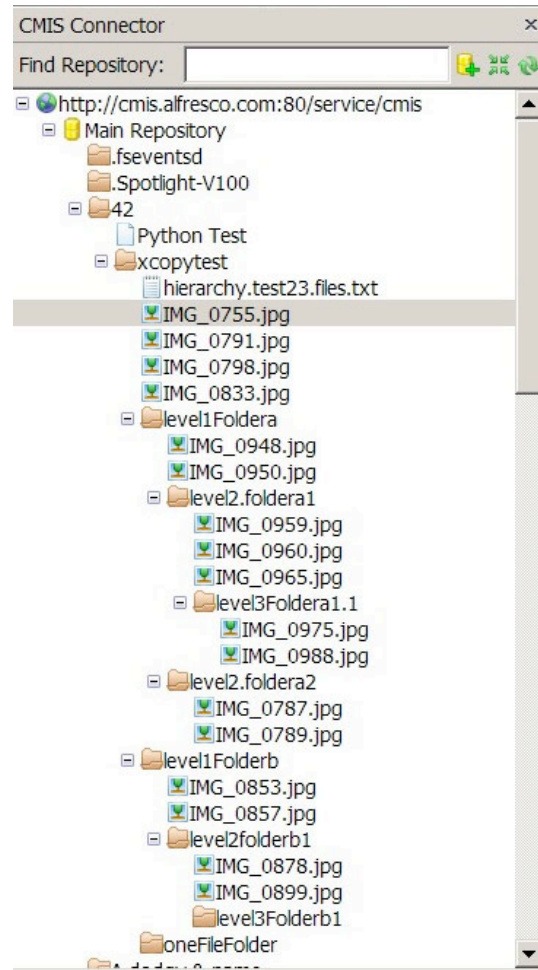 CMIS Connector
Find Repository:
http://cmis.alfresco.com:80/service/cmis
Main Repository
.fseventsd
.Spotlight-V100
42
Python Test
xcopytest
hierarchy.test23.files.txt
IMG_0755.jpg
IMG_0791.jpg
IMG_0798.jpg
IMG_0833.jpg
level1Foldera
IMG_0948.jpg
IMG_0950.jpg
level2.foldera1
IMG_0959.jpg
IMG_0960.jpg
IMG_0965.jpg
level3Foldera1.1
IMG_0975.jpg
IMG_0988.jpg
level2.foldera2
IMG_0787.jpg
IMG_0789.jpg
level1Folderb
IMG_0853.jpg
IMG_0857.jpg
level2folderb1
IMG_0878.jpg
IMG_0899.jpg
level3Folderb1
oneFileFolder